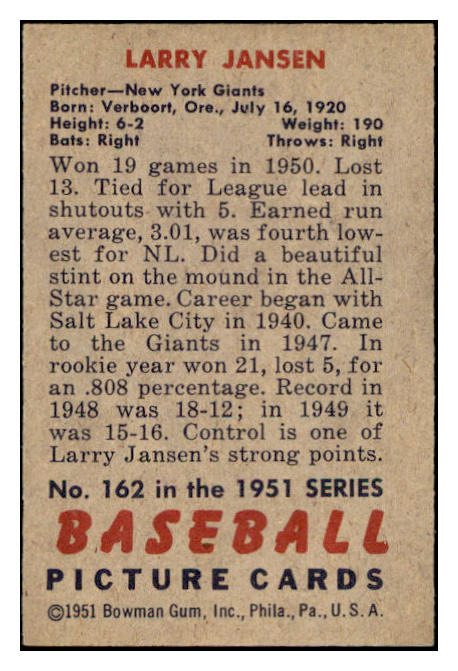 LARRY JANSEN
Pitcher—New York Giants
Born: Verboort, Ore., July 16, 1920
Height: 6-2 Weight: 190
Bats: Right Throws: Right
Won 19 games in 1950. Lost
13. Tied for League lead in
shutouts with 5. Earned run
average, 3.01, was fourth low-
est for NL. Did a beautiful
stint on the mound in the All-
Star game. Career began with
Salt Lake City in 1940. Came
to the Giants in 1947. In
rookie year won 21, lost 5, for
an .808 percentage. Record in
1948 was 18-12; in 1949 it
was 15-16. Control is one of
Larry Jansen's strong points.
No. 162 in the 1951 SERIES
BASEBALL
PICTURE CARDS
©1951 Bowman Gum, Inc., Phila., Pa., U. S. A.